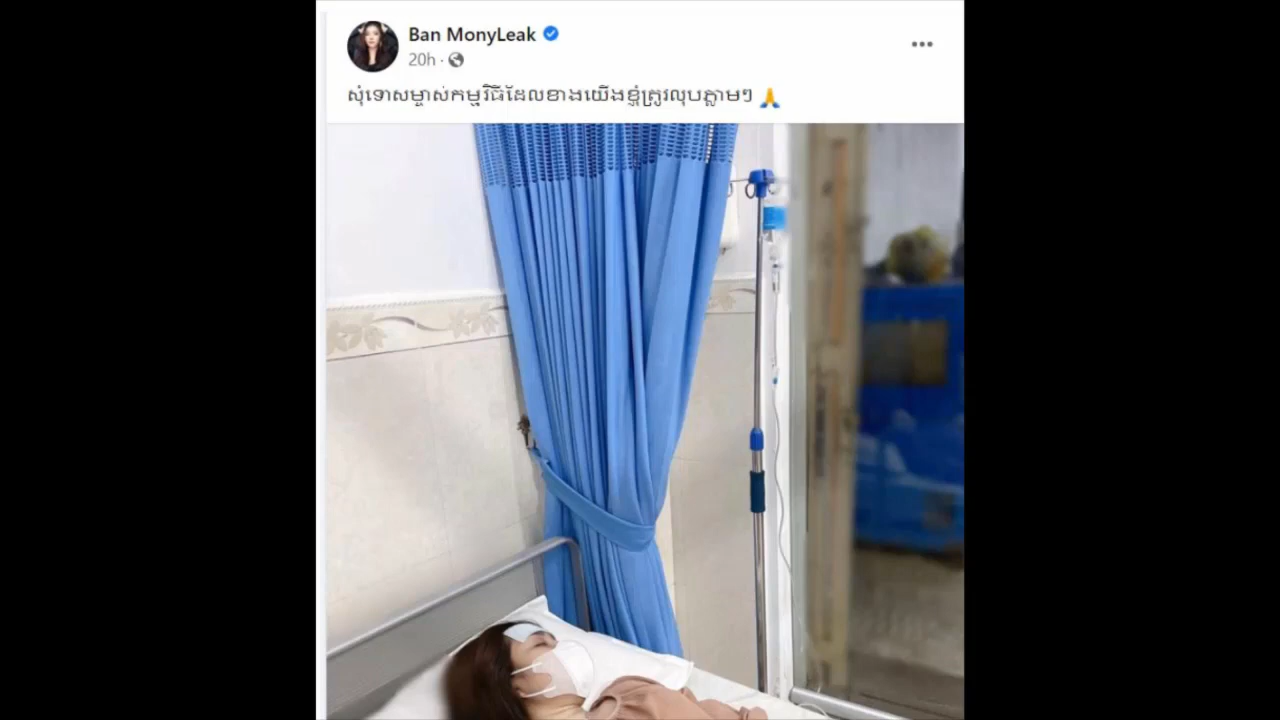 Ban MonyLeak
20h ·
សុំទោសម្ចាស់កម្មវិធីដែលខាងយើងខ្ញុំត្រូវលុបភ្លាមៗ 🙏